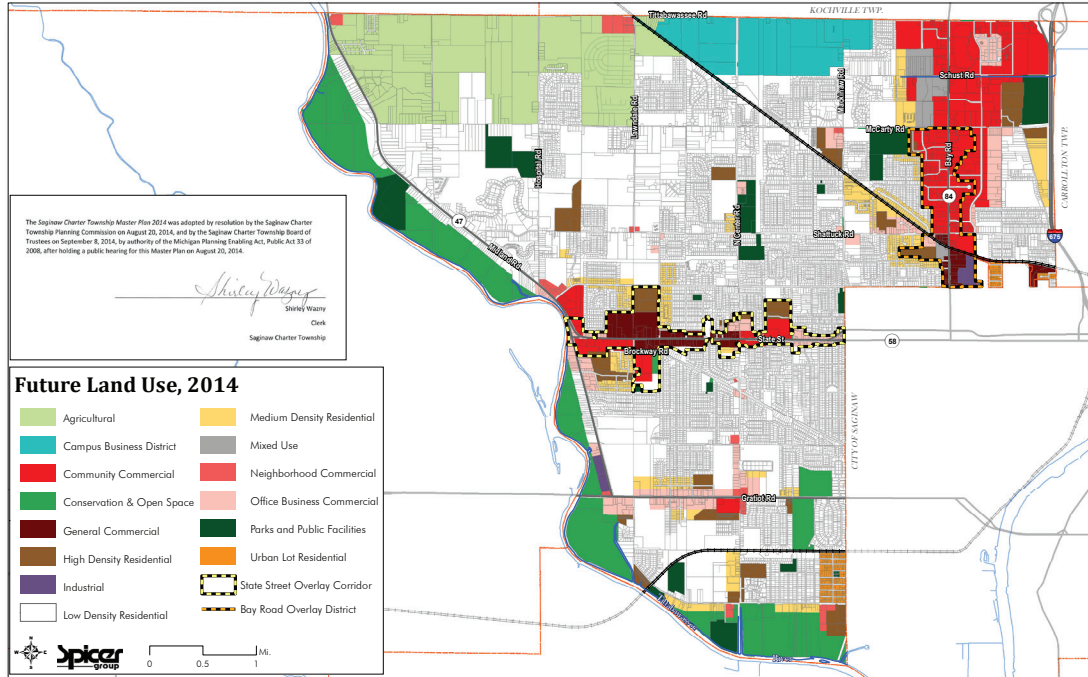 KOCHVILLE TWP.
Tittabawassee Rd
Mackinaw Rd
Schust Rd
Lawndale Rd
McCarty Rd
Hospital Rd
Bay Rd
CARROLLTON TWP.
84
N Center Rd
Shattuck Rd
47
Midland Rd
675
The Saginaw Charter Township Master Plan 2014 was adopted by resolution by the Saginaw Charter
Township Planning Commission on August 20, 2014, and by the Saginaw Charter Township Board of
Trustees on September 8, 2014, by authority of the Michigan Planning Enabling Act, Public Act 33 of
2008, after holding a public hearing for this Master Plan on August 20, 2014.
Shirley Wazny
Shirley Wazny
Clerk
Saginaw Charter Township
State St
58
Brockway Rd
CITY OF SAGINAW
Gratiot Rd
River
Future Land Use, 2014
Agricultural
Campus Business District
Community Commercial
Conservation & Open Space
General Commercial
High Density Residential
Industrial
Low Density Residential
Medium Density Residential
Mixed Use
Neighborhood Commercial
Office Business Commercial
Parks and Public Facilities
Urban Lot Residential
State Street Overlay Corridor
Bay Road Overlay District
N
W
E
S
Spicer
group
0 0.5 1
Mi.